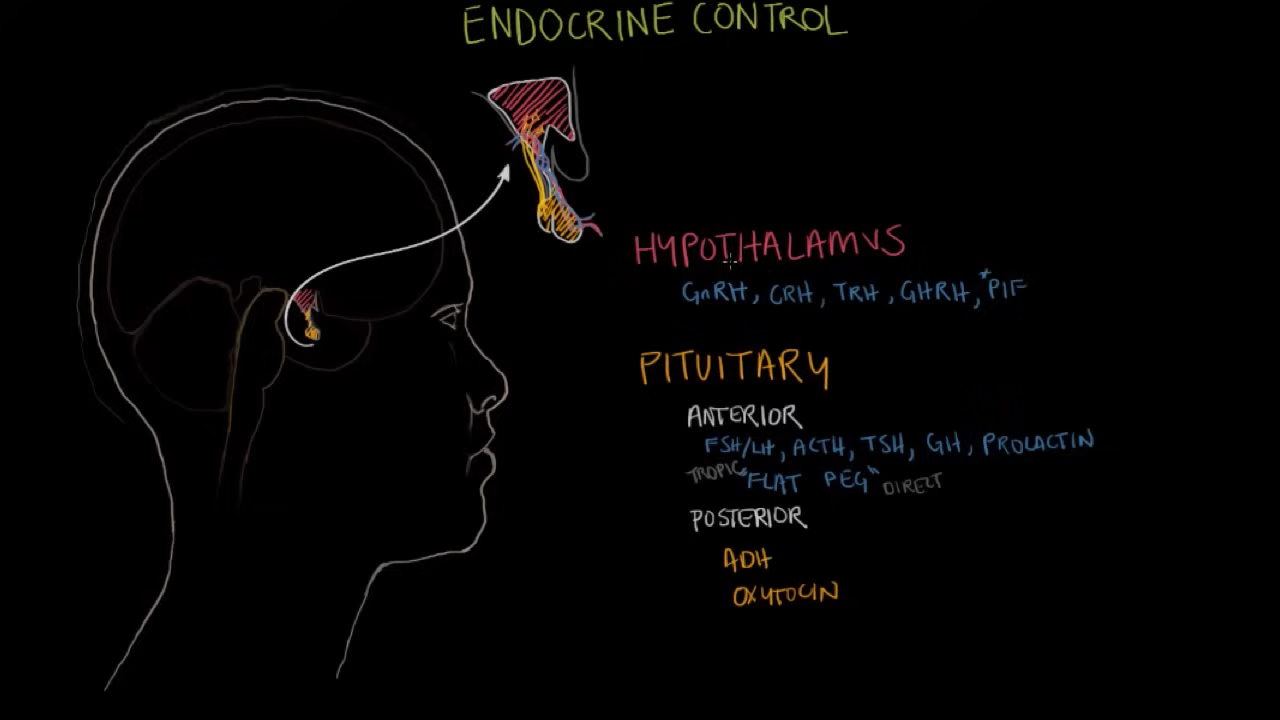 ENDOCRINE CONTROL
HYPOTHALAMUS
GnRH, CRH, TRH, GHRH, *PIF
PITUITARY
ANTERIOR
FSH/LH, ACTH, TSH, GH, PROLACTIN
TROPIC "FLAT PEG" DIRECT
POSTERIOR
ADH
OXYTOCIN